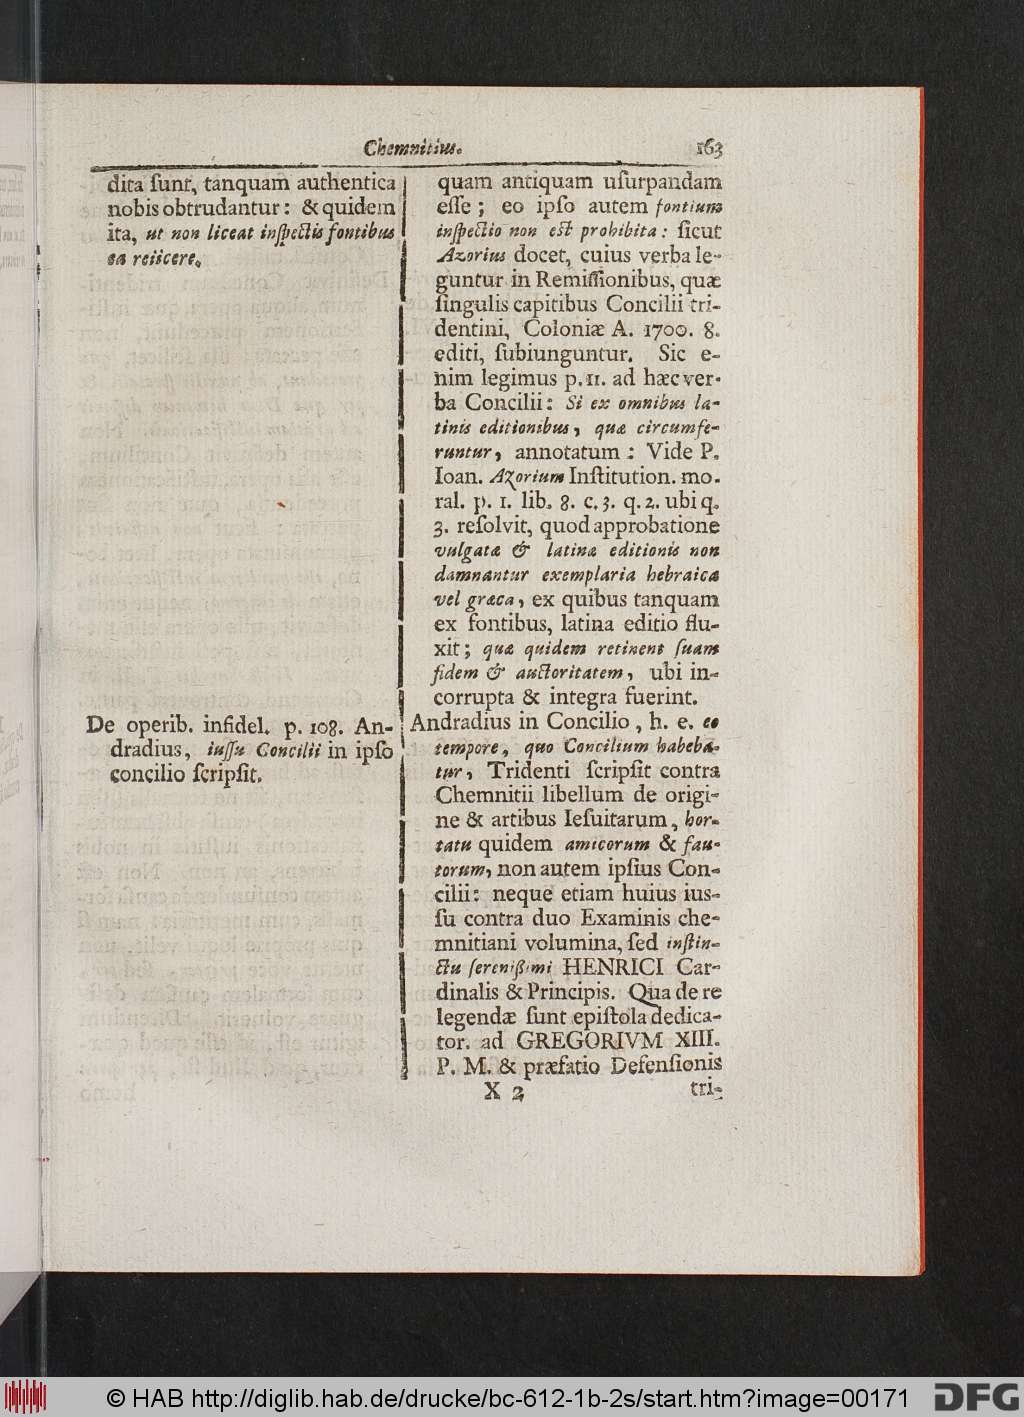 Chemnitius. 163
dita ſunt, tanquam authentica
nobis obtrudantur: & quidem
ita, ut non liceat inſpectis fontibus
ea reiicere.
De operib. infidel. p. 108. An-
dradius, iuſſu Concilii in ipſo
concilio ſcripſit.
quam antiquam uſurpandam
eſſe; eo ipſo autem fontium
inſpectio non eſt prohibita: ſicut
Azorius docet, cuius verba le-
guntur in Remiſſionibus, quæ
ſingulis capitibus Concilii tri-
dentini, Coloniæ A. 1700. 8.
editi, ſubiunguntur. Sic e-
nim legimus p. 11. ad hæc ver-
ba Concilii: Si ex omnibus la-
tinis editionibus, quæ circumfe-
runtur, annotatum: Vide P.
Ioan. Azorium Inſtitution. mo-
ral. p. 1. lib. 8. c. 3. q. 2. ubi q.
3. reſolvit, quod approbatione
vulgatæ & latinæ editionis non
damnantur exemplaria hebraica
vel græca, ex quibus tanquam
ex fontibus, latina editio flu-
xit; quæ quidem retinent ſuam
fidem & auctoritatem, ubi in-
corrupta & integra fuerint.
Andradius in Concilio, h. e. eo
tempore, quo Concilium habeba-
tur, Tridenti ſcripſit contra
Chemnitii libellum de origi-
ne & artibus Ieſuitarum, hor-
tatu quidem amicorum & fau-
torum, non autem ipſius Con-
cilii: neque etiam huius ius-
ſu contra duo Examinis che-
mnitiani volumina, ſed inſtin-
ctu ſereniſſimi HENRICI Car-
dinalis & Principis. Qua de re
legendæ ſunt epiſtola dedica-
tor. ad GREGORIVM XIII.
P. M. & præfatio Defenſionis
X 2 tri-
© HAB http://diglib.hab.de/drucke/bc-612-1b-2s/start.htm?image=00171 DFG